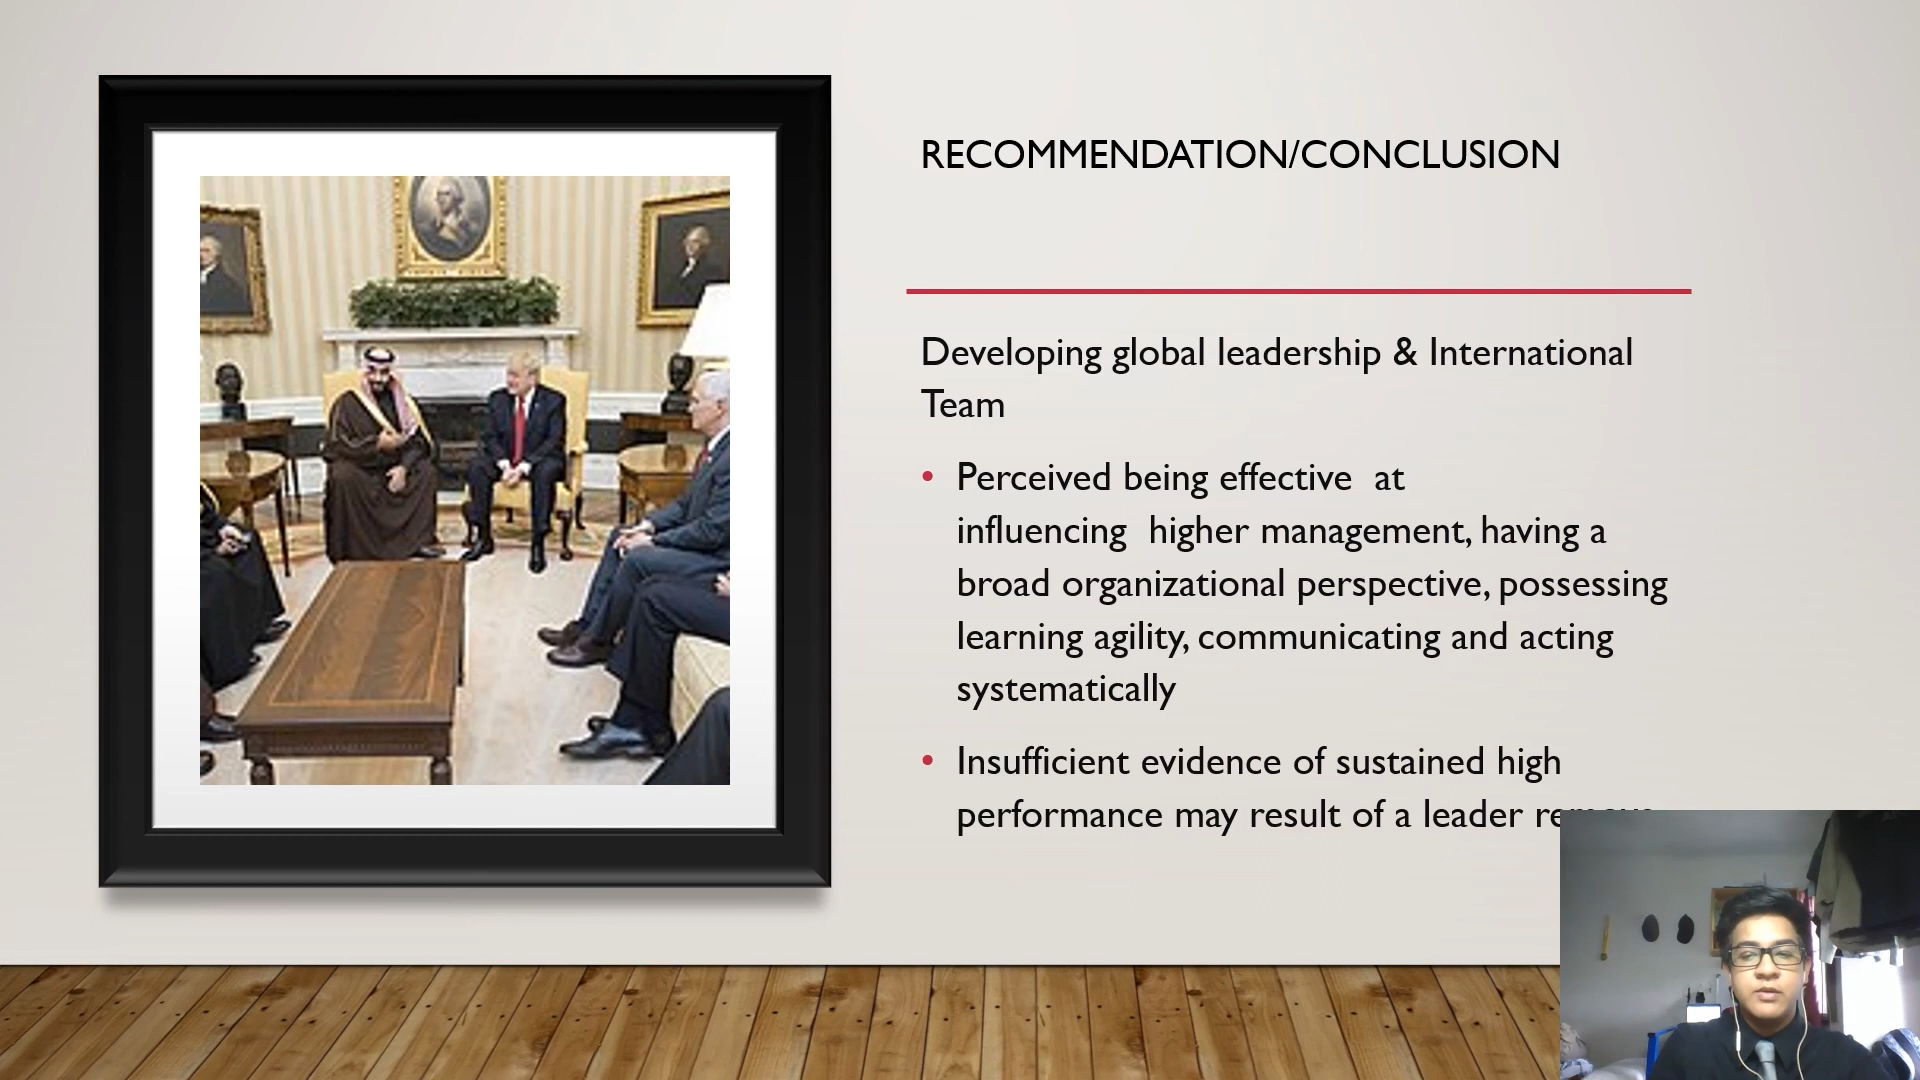 RECOMMENDATION/CONCLUSION
Developing global leadership & International
Team
• Perceived being effective  at
influencing  higher management, having a
broad organizational perspective, possessing
learning agility, communicating and acting
systematically
• Insufficient evidence of sustained high
performance may result of a leader